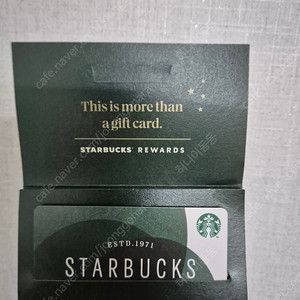 This is more than
a gift card.
STARBUCKS® REWARDS
ESTD. 1971
STARBUCKS